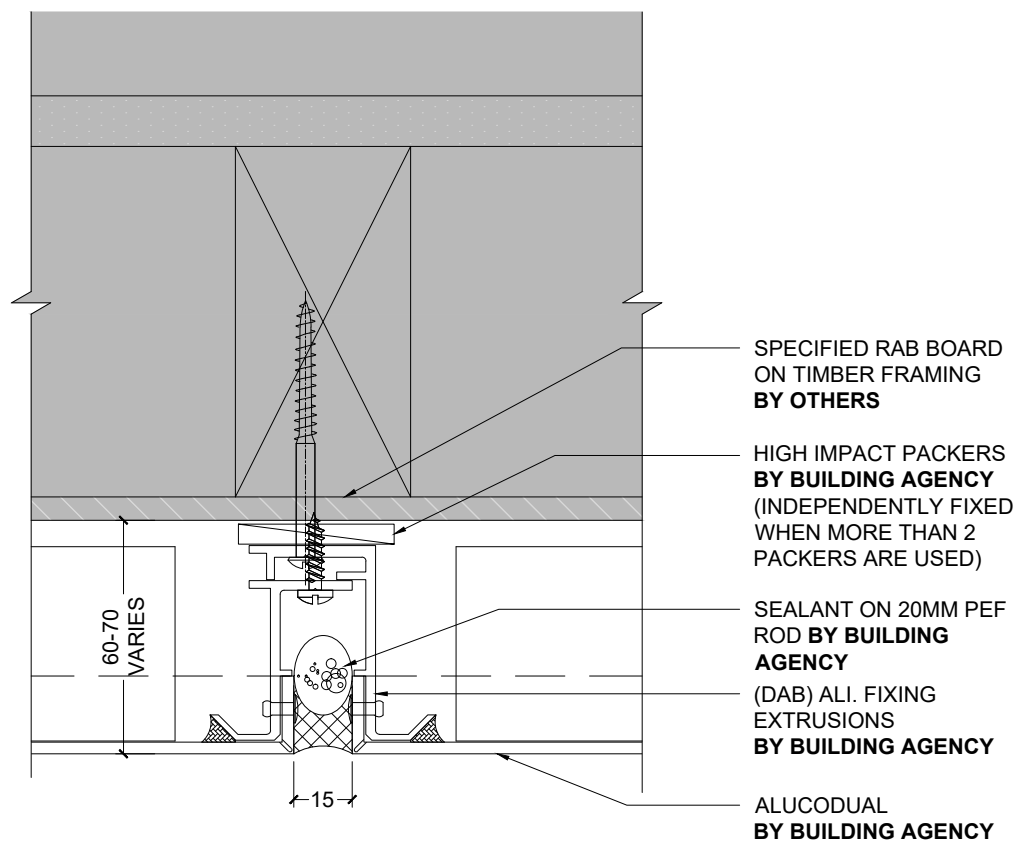 SPECIFIED RAB BOARD
ON TIMBER FRAMING
BY OTHERS
HIGH IMPACT PACKERS
BY BUILDING AGENCY
(INDEPENDENTLY FIXED
WHEN MORE THAN 2
PACKERS ARE USED)
60-70
VARIES
SEALANT ON 20MM PEF
ROD BY BUILDING
AGENCY
(DAB) ALI. FIXING
EXTRUSIONS
BY BUILDING AGENCY
15
ALUCODUAL
BY BUILDING AGENCY